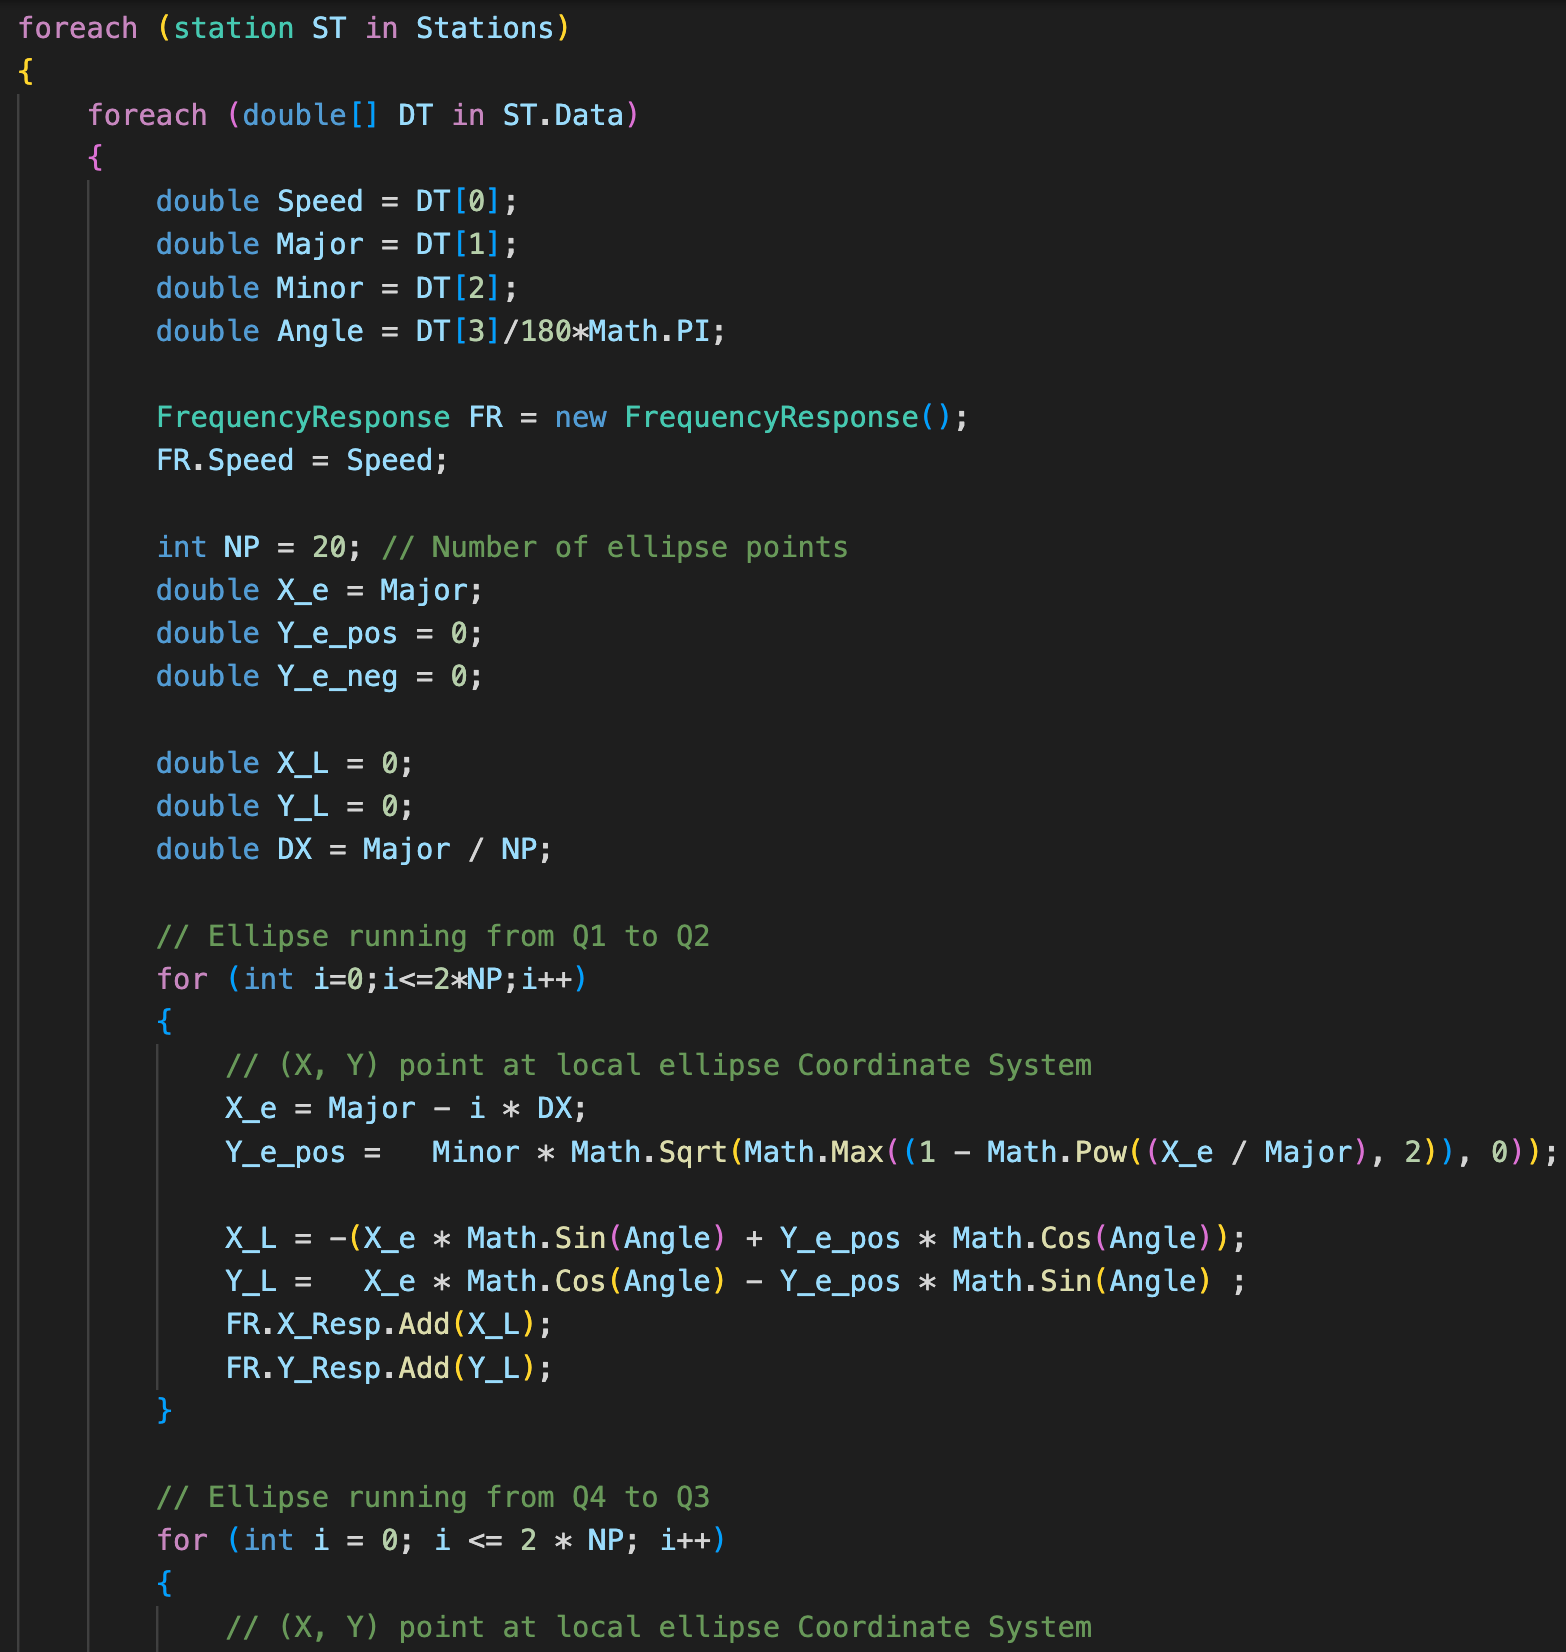 foreach (station ST in Stations)
{
foreach (double[] DT in ST.Data)
{
double Speed = DT[0];
double Major = DT[1];
double Minor = DT[2];
double Angle = DT[3]/180*Math.PI;
FrequencyResponse FR = new FrequencyResponse();
FR.Speed = Speed;
int NP = 20; // Number of ellipse points
double X_e = Major;
double Y_e_pos = 0;
double Y_e_neg = 0;
double X_L = 0;
double Y_L = 0;
double DX = Major / NP;
// Ellipse running from Q1 to Q2
for (int i=0;i<=2*NP;i++)
{
// (X, Y) point at local ellipse Coordinate System
X_e = Major - i * DX;
Y_e_pos =   Minor * Math.Sqrt(Math.Max((1 - Math.Pow((X_e / Major), 2)), 0));
X_L = -(X_e * Math.Sin(Angle) + Y_e_pos * Math.Cos(Angle));
Y_L =   X_e * Math.Cos(Angle) - Y_e_pos * Math.Sin(Angle) ;
FR.X_Resp.Add(X_L);
FR.Y_Resp.Add(Y_L);
}
// Ellipse running from Q4 to Q3
for (int i = 0; i <= 2 * NP; i++)
{
// (X, Y) point at local ellipse Coordinate System